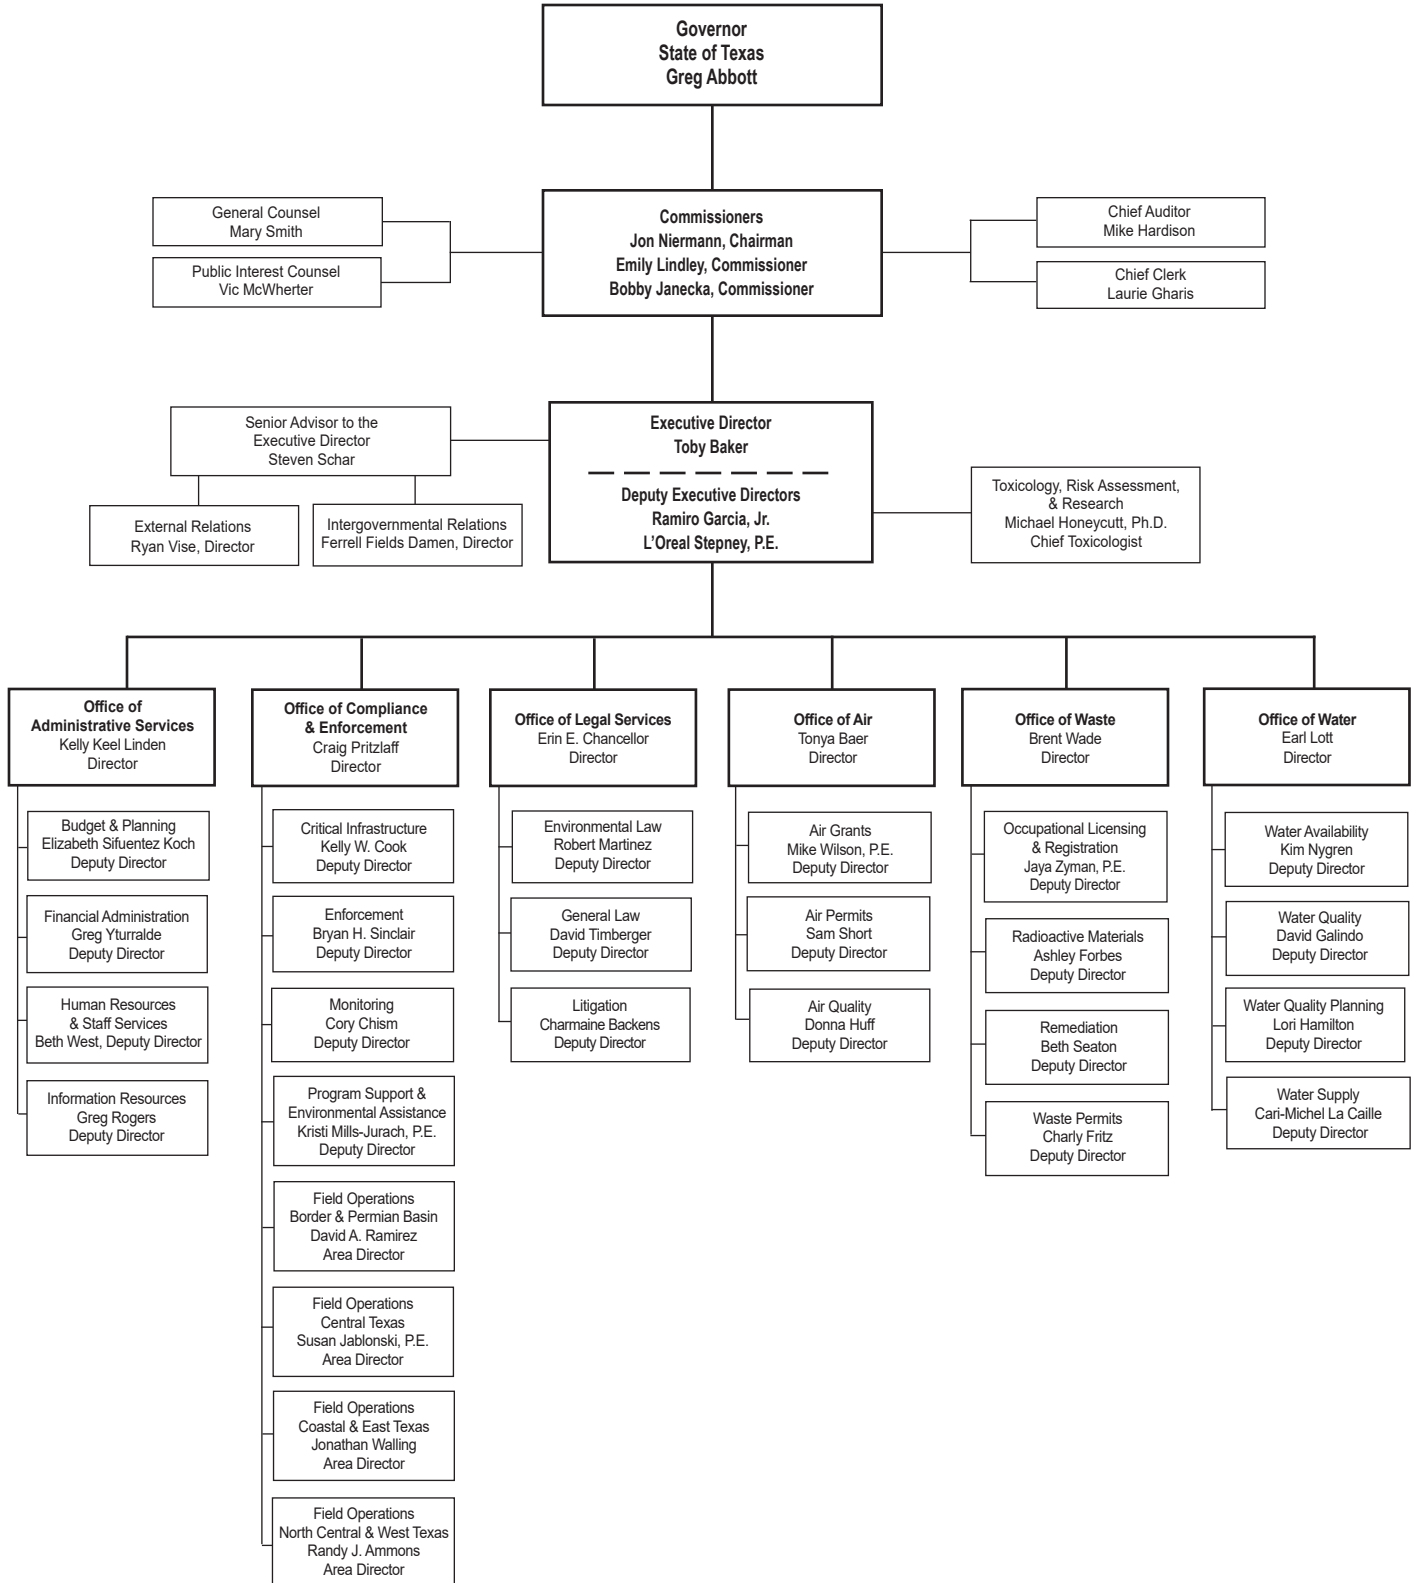 Governor
State of Texas
Greg Abbott
General Counsel
Mary Smith
Public Interest Counsel
Vic McWherter
Commissioners
Jon Niermann, Chairman
Emily Lindley, Commissioner
Bobby Janecka, Commissioner
Chief Auditor
Mike Hardison
Chief Clerk
Laurie Gharis
Senior Advisor to the
Executive Director
Steven Schar
External Relations
Ryan Vise, Director
Intergovernmental Relations
Ferrell Fields Damen, Director
Executive Director
Toby Baker
Deputy Executive Directors
Ramiro Garcia, Jr.
L’Oreal Stepney, P.E.
Toxicology, Risk Assessment,
& Research
Michael Honeycutt, Ph.D.
Chief Toxicologist
Office of
Administrative Services
Kelly Keel Linden
Director
Budget & Planning
Elizabeth Sifuentez Koch
Deputy Director
Financial Administration
Greg Yturralde
Deputy Director
Human Resources
& Staff Services
Beth West, Deputy Director
Information Resources
Greg Rogers
Deputy Director
Office of Compliance
& Enforcement
Craig Pritzlaff
Director
Critical Infrastructure
Kelly W. Cook
Deputy Director
Enforcement
Bryan H. Sinclair
Deputy Director
Monitoring
Cory Chism
Deputy Director
Program Support &
Environmental Assistance
Kristi Mills-Jurach, P.E.
Deputy Director
Field Operations
Border & Permian Basin
David A. Ramirez
Area Director
Field Operations
Central Texas
Susan Jablonski, P.E.
Area Director
Field Operations
Coastal & East Texas
Jonathan Walling
Area Director
Field Operations
North Central & West Texas
Randy J. Ammons
Area Director
Office of Legal Services
Erin E. Chancellor
Director
Environmental Law
Robert Martinez
Deputy Director
General Law
David Timberger
Deputy Director
Litigation
Charmaine Backens
Deputy Director
Office of Air
Tonya Baer
Director
Air Grants
Mike Wilson, P.E.
Deputy Director
Air Permits
Sam Short
Deputy Director
Air Quality
Donna Huff
Deputy Director
Office of Waste
Brent Wade
Director
Occupational Licensing
& Registration
Jaya Zyman, P.E.
Deputy Director
Radioactive Materials
Ashley Forbes
Deputy Director
Remediation
Beth Seaton
Deputy Director
Waste Permits
Charly Fritz
Deputy Director
Office of Water
Earl Lott
Director
Water Availability
Kim Nygren
Deputy Director
Water Quality
David Galindo
Deputy Director
Water Quality Planning
Lori Hamilton
Deputy Director
Water Supply
Cari-Michel La Caille
Deputy Director